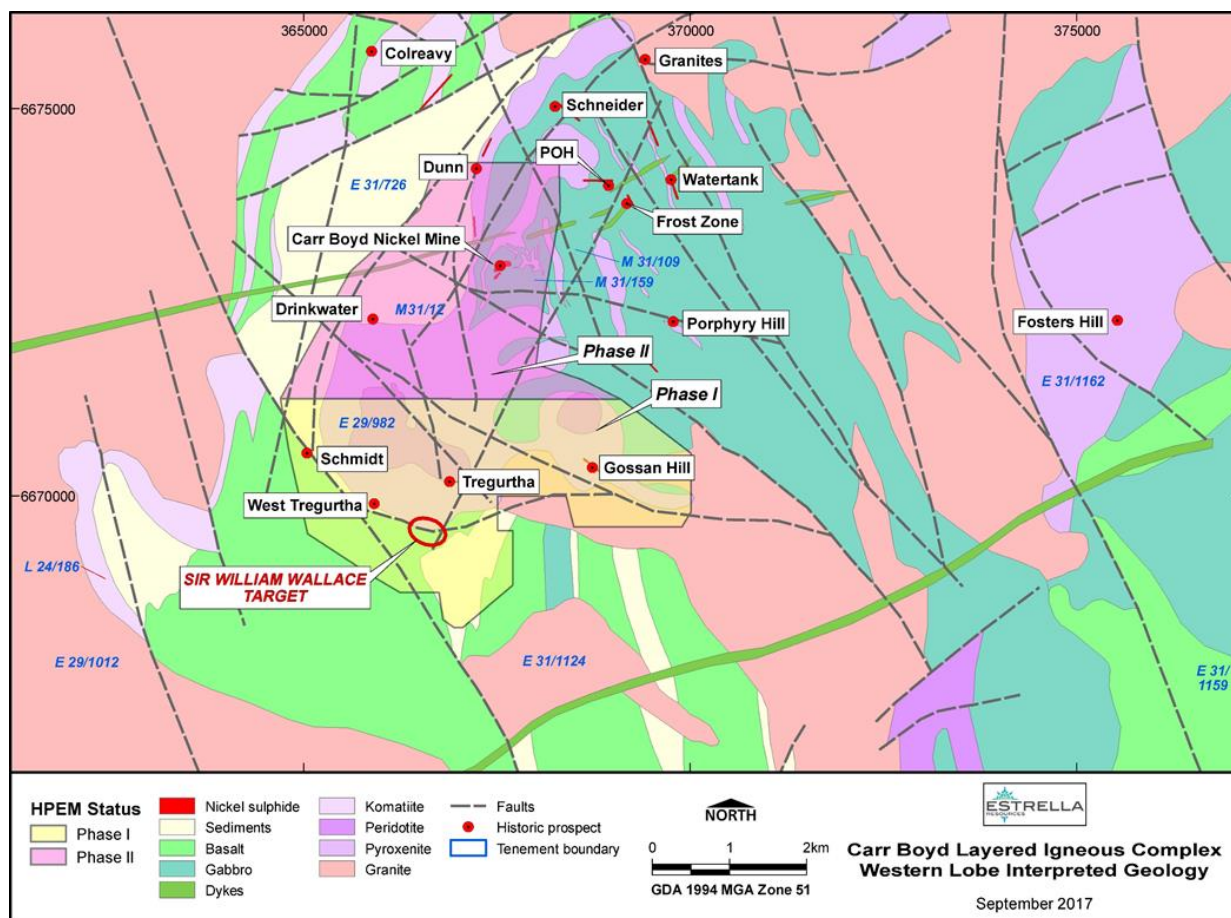 365000
370000
375000
Colreavy
Granites
6675000
Schneider
POH
Dunn
Watertank
E 31/726
Frost Zone
Carr Boyd Nickel Mine
M 31/109
M 31/159
Drinkwater
M31/12
Porphyry Hill
Fosters Hill
Phase II
Phase I
E 31/1162
E 29/982
Schmidt
Gossan Hill
Tregurtha
6670000
West Tregurtha
L 24/186
SIR WILLIAM WALLACE
TARGET
E 29/1012
E 31/1124
E 31/
1159
HPEM Status
Phase I
Phase II
Nickel sulphide
Sediments
Basalt
Gabbro
Dykes
Komatiite
Peridotite
Pyroxenite
Granite
Faults
Historic prospect
Tenement boundary
NORTH
0 1 2km
GDA 1994 MGA Zone 51
ESTRELLA
RESOURCES
Carr Boyd Layered Igneous Complex
Western Lobe Interpreted Geology
September 2017